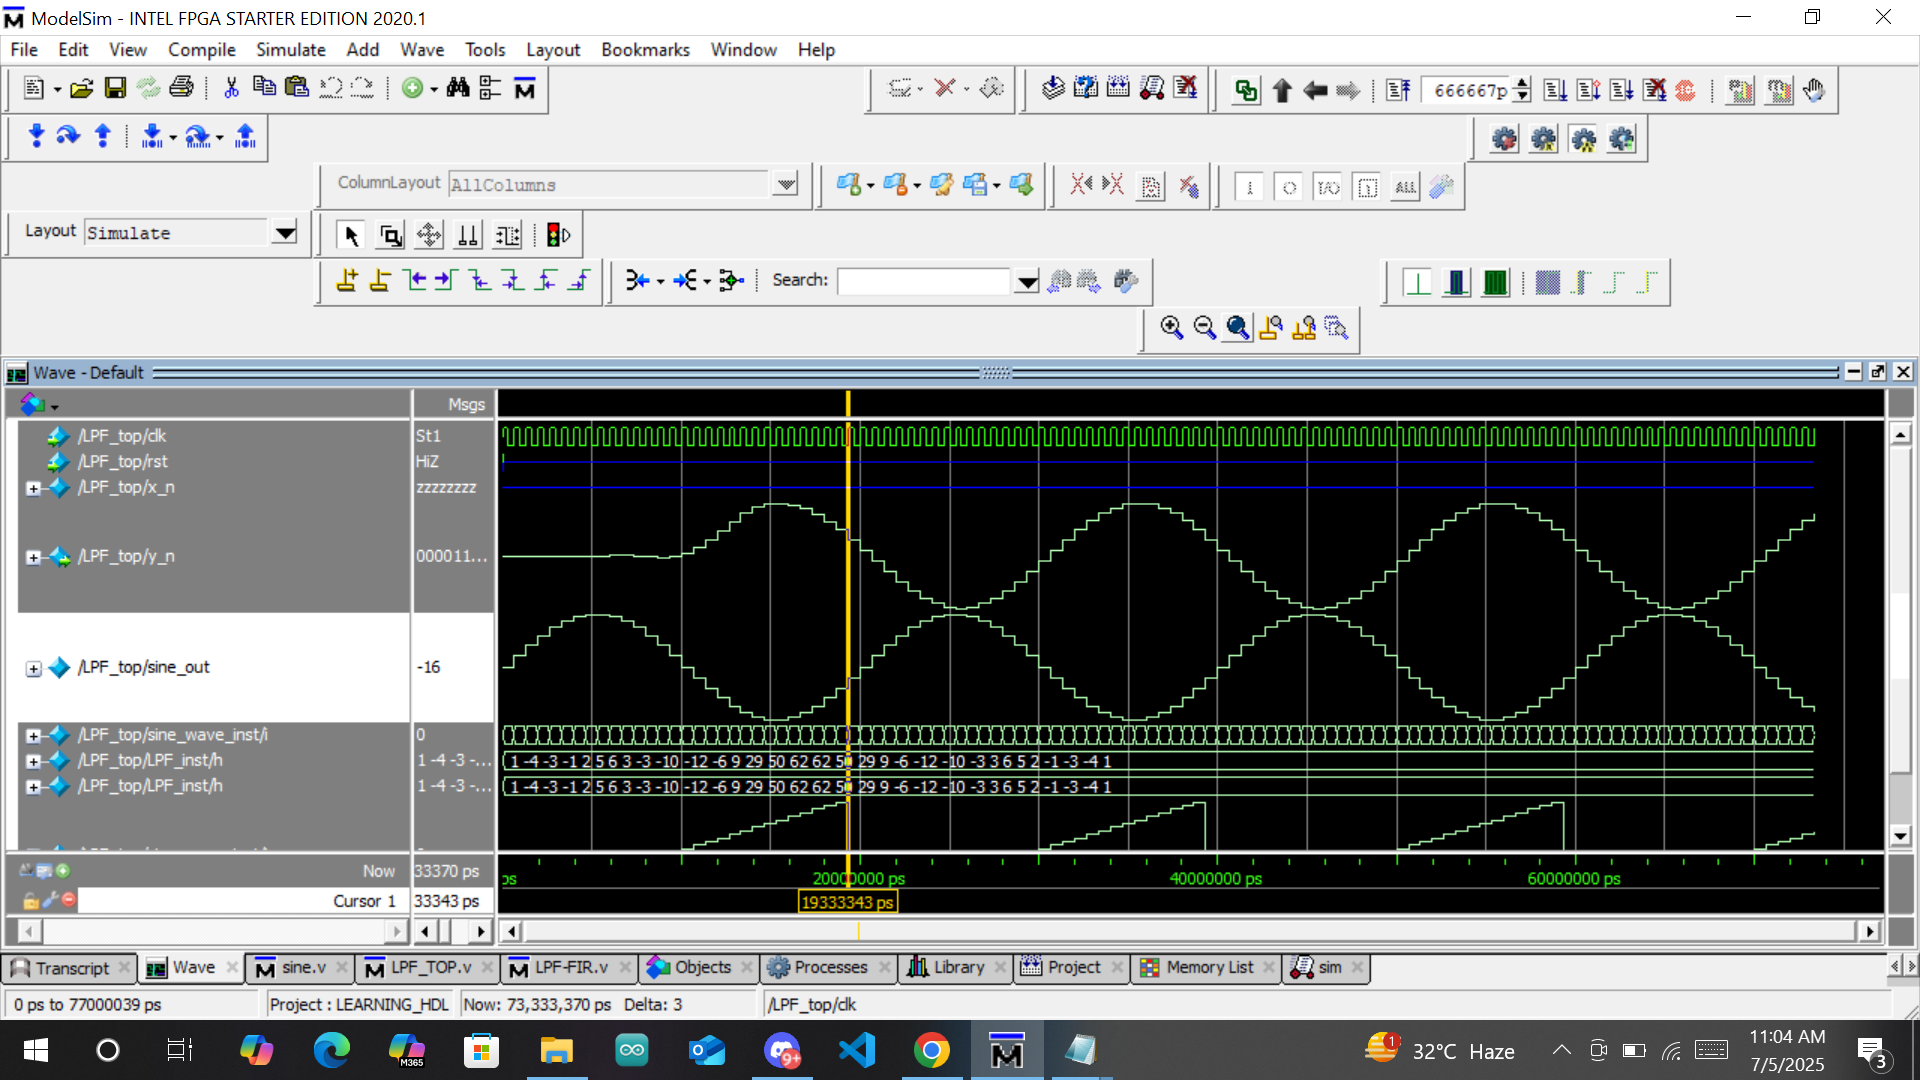 ModelSim - INTEL FPGA STARTER EDITION 2020.1
File Edit View Compile Simulate Add Wave Tools Layout Bookmarks Window Help
666667p
ColumnLayout AllColumns
ALL
Layout Simulate
Search:
Wave - Default
Msgs
/LPF_top/clk St1
/LPF_top/rst HiZ
/LPF_top/x_n zzzzzzzz
/LPF_top/y_n 000011...
/LPF_top/sine_out -16
/LPF_top/sine_wave_inst/i 0
/LPF_top/LPF_inst/h 1 -4 -3 -... 1 -4 -3 -1 2 5 6 3 -3 -10 -12 -6 9 29 50 62 62 50 29 9 -6 -12 -10 -3 3 6 5 2 -1 -3 -4 1
/LPF_top/LPF_inst/h 1 -4 -3 -... 1 -4 -3 -1 2 5 6 3 -3 -10 -12 -6 9 29 50 62 62 50 29 9 -6 -12 -10 -3 3 6 5 2 -1 -3 -4 1
Now 33370 ps ps 20000000 ps 40000000 ps 60000000 ps
Cursor 1 33343 ps 19333343 ps
Transcript Wave sine.v LPF_TOP.v LPF-FIR.v Objects Processes Library Project Memory List sim
0 ps to 77000039 ps Project : LEARNING_HDL Now: 73,333,370 ps Delta: 3 /LPF_top/clk
M365 9+ 1 32°C Haze 11:04 AM
7/5/2025 3